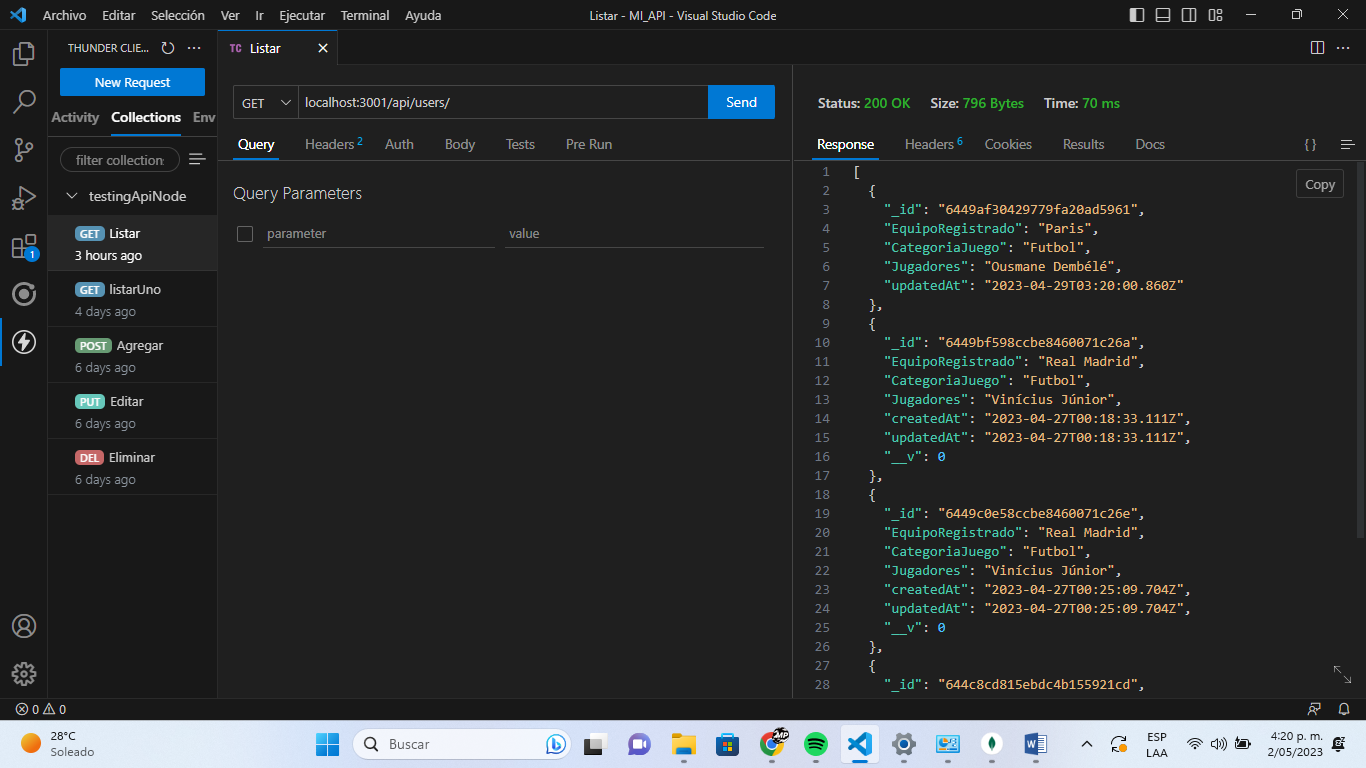 Archivo Editar Selección Ver Ir Ejecutar Terminal Ayuda
Listar - MI_API - Visual Studio Code
THUNDER CLIE...
New Request
Activity Collections Env
filter collection
testingApiNode
GET Listar
3 hours ago
GET listarUno
4 days ago
POST Agregar
6 days ago
PUT Editar
6 days ago
DEL Eliminar
6 days ago
1
TC Listar
GET localhost:3001/api/users/ Send
Query Headers 2 Auth Body Tests Pre Run
Query Parameters
parameter value
Status: 200 OK Size: 796 Bytes Time: 70 ms
Response Headers 6 Cookies Results Docs { }
Copy
1 [
2 {
3 "_id": "6449af30429779fa20ad5961",
4 "EquipoRegistrado": "Paris",
5 "CategoriaJuego": "Futbol",
6 "Jugadores": "Ousmane Dembélé",
7 "updatedAt": "2023-04-29T03:20:00.860Z"
8 },
9 {
10 "_id": "6449bf598ccbe8460071c26a",
11 "EquipoRegistrado": "Real Madrid",
12 "CategoriaJuego": "Futbol",
13 "Jugadores": "Vinícius Júnior",
14 "createdAt": "2023-04-27T00:18:33.111Z",
15 "updatedAt": "2023-04-27T00:18:33.111Z",
16 "__v": 0
17 },
18 {
19 "_id": "6449c0e58ccbe8460071c26e",
20 "EquipoRegistrado": "Real Madrid",
21 "CategoriaJuego": "Futbol",
22 "Jugadores": "Vinícius Júnior",
23 "createdAt": "2023-04-27T00:25:09.704Z",
24 "updatedAt": "2023-04-27T00:25:09.704Z",
25 "__v": 0
26 },
27 {
28 "_id": "644c8cd815ebdc4b155921cd",
0 0
28°C
Soleado
Buscar
ESP
LAA
4:20 p. m.
2/05/2023